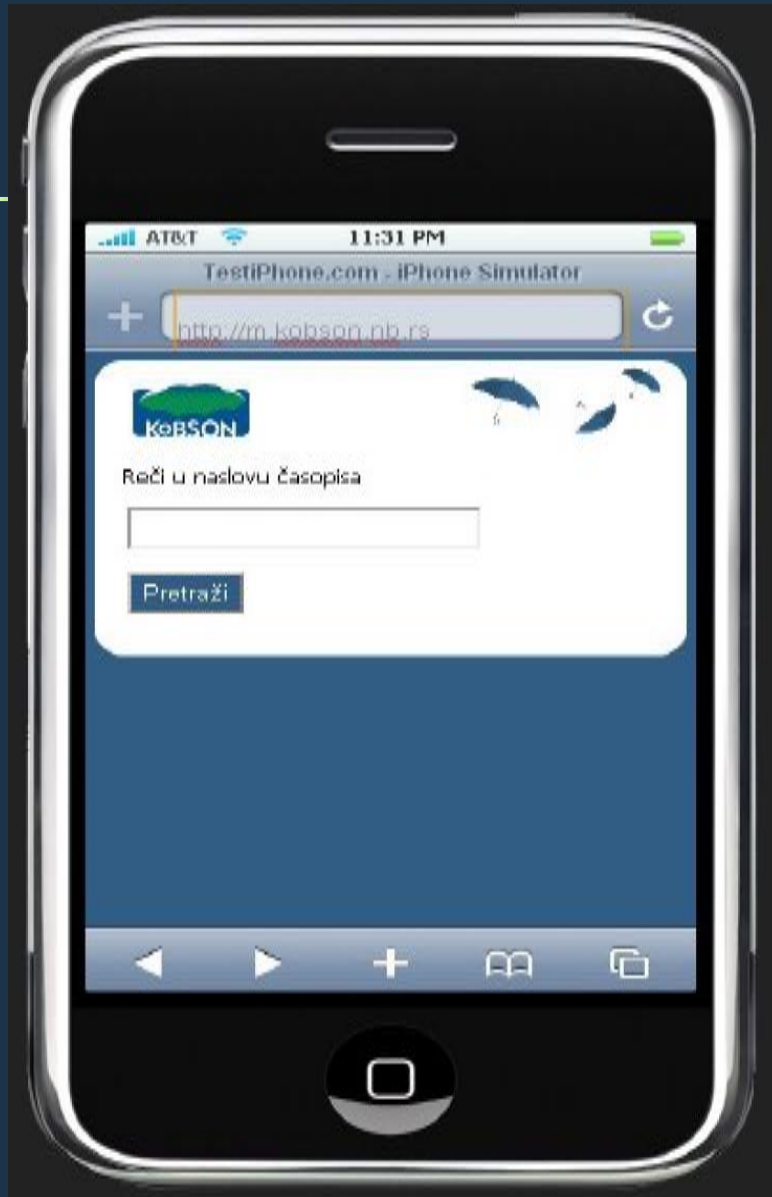 AT&T 11:31 PM
TestiPhone.com - iPhone Simulator
http://m.kobson.nb.rs
KoBSON
Reči u naslovu časopisa
Pretraži